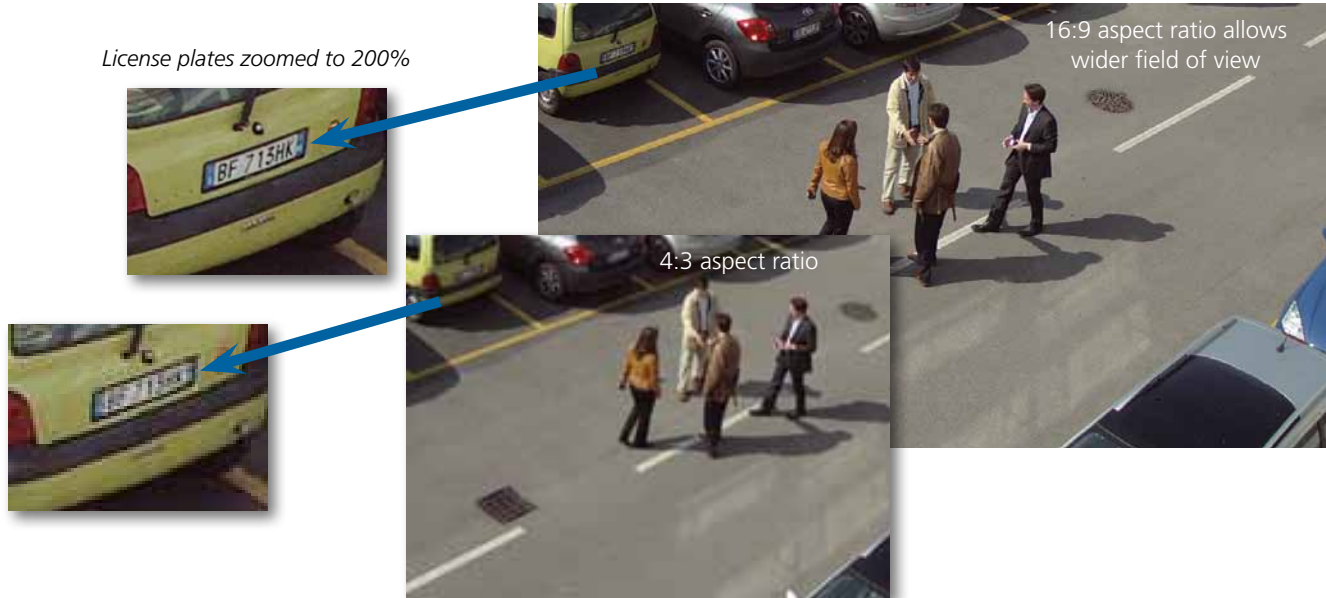 License plates zoomed to 200%
16:9 aspect ratio allows
wider field of view
BF 713HK
4:3 aspect ratio